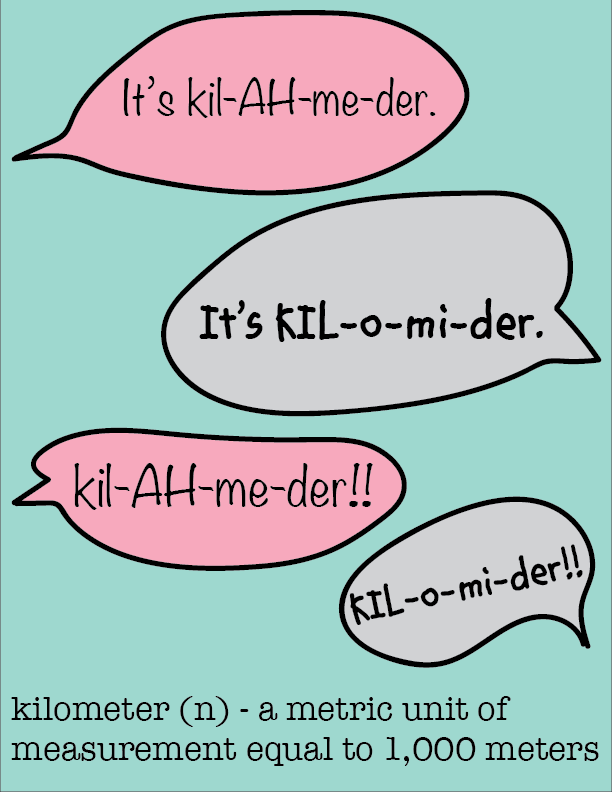 It's kil-AH-me-der.
It's KIL-o-mi-der.
kil-AH-me-der!!
KIL-o-mi-der!!
kilometer (n) - a metric unit of
measurement equal to 1,000 meters